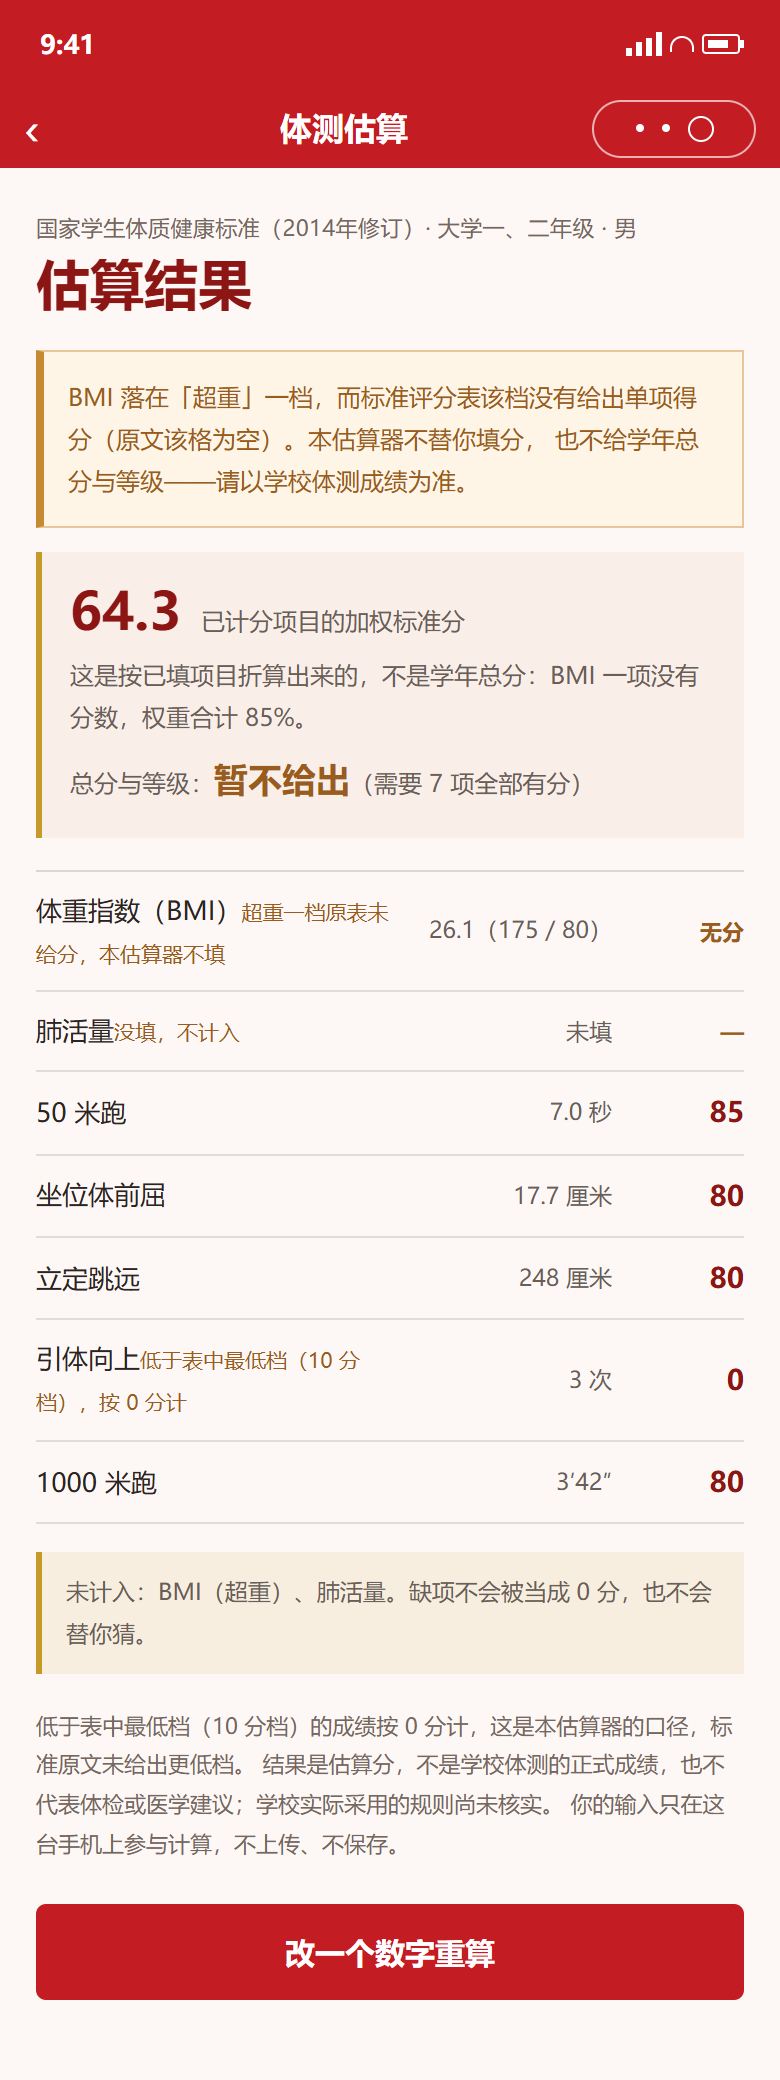 9:41
‹ 体测估算
国家学生体质健康标准（2014年修订）· 大学一、二年级 · 男
估算结果
BMI 落在「超重」一档，而标准评分表该档没有给出单项得
分（原文该格为空）。本估算器不替你填分， 也不给学年总
分与等级——请以学校体测成绩为准。
64.3 已计分项目的加权标准分
这是按已填项目折算出来的，不是学年总分：BMI 一项没有
分数，权重合计 85%。
总分与等级：暂不给出（需要 7 项全部有分）
体重指数（BMI）超重一档原表未
给分，本估算器不填
26.1（175 / 80）
无分
肺活量没填，不计入 未填 —
50 米跑 7.0 秒 85
坐位体前屈 17.7 厘米 80
立定跳远 248 厘米 80
引体向上低于表中最低档（10 分
档），按 0 分计
3 次
0
1000 米跑 3′42″ 80
未计入：BMI（超重）、肺活量。缺项不会被当成 0 分，也不会
替你猜。
低于表中最低档（10 分档）的成绩按 0 分计，这是本估算器的口径，标
准原文未给出更低档。 结果是估算分，不是学校体测的正式成绩，也不
代表体检或医学建议；学校实际采用的规则尚未核实。 你的输入只在这
台手机上参与计算，不上传、不保存。
改一个数字重算